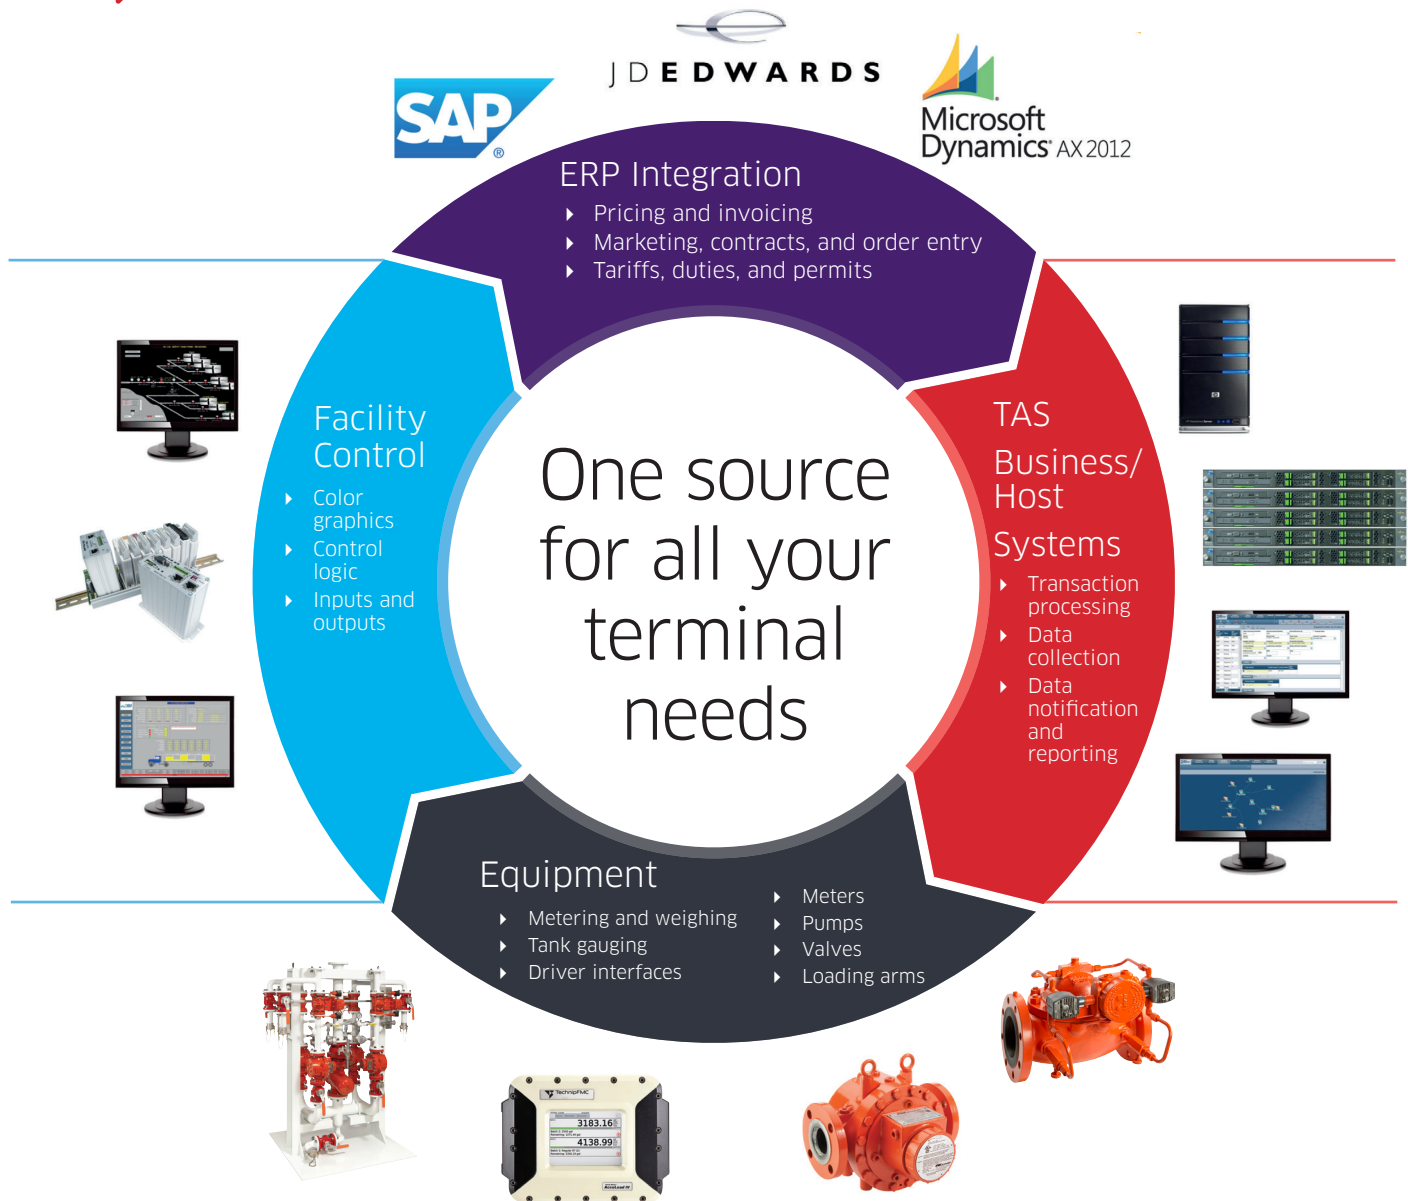 JDEDWARDS
SAP
®
Microsoft
Dynamics AX 2012
ERP Integration
Pricing and invoicing
Marketing, contracts, and order entry
Tariffs, duties, and permits
Facility
Control
Color
graphics
Control
logic
Inputs and
outputs
One source
for all your
terminal
needs
TAS
Business/
Host
Systems
Transaction
processing
Data
collection
Data
notification
and
reporting
Equipment
Metering and weighing
Tank gauging
Driver interfaces
Meters
Pumps
Valves
Loading arms
TechnipFMC
3183.16
4138.99
AccuLoad IV